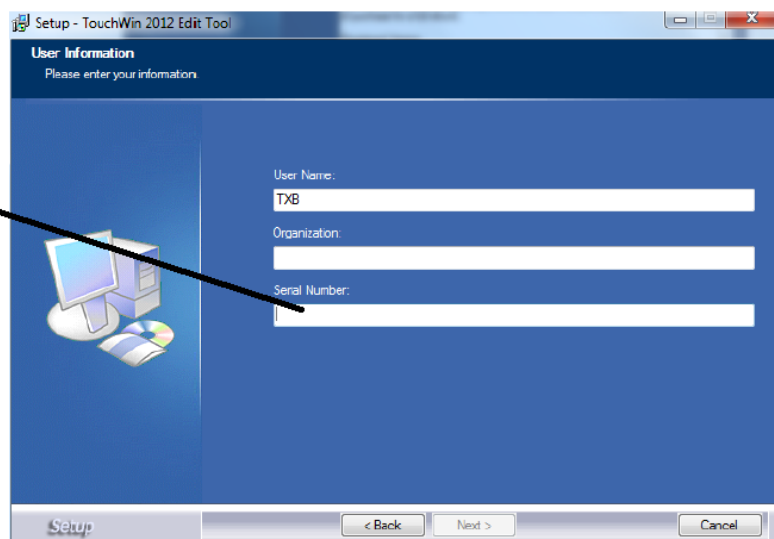 Setup - TouchWin 2012 Edit Tool
User Information
Please enter your information.
User Name:
TXB
Organization:
Serial Number:
Setup
< Back
Next >
Cancel